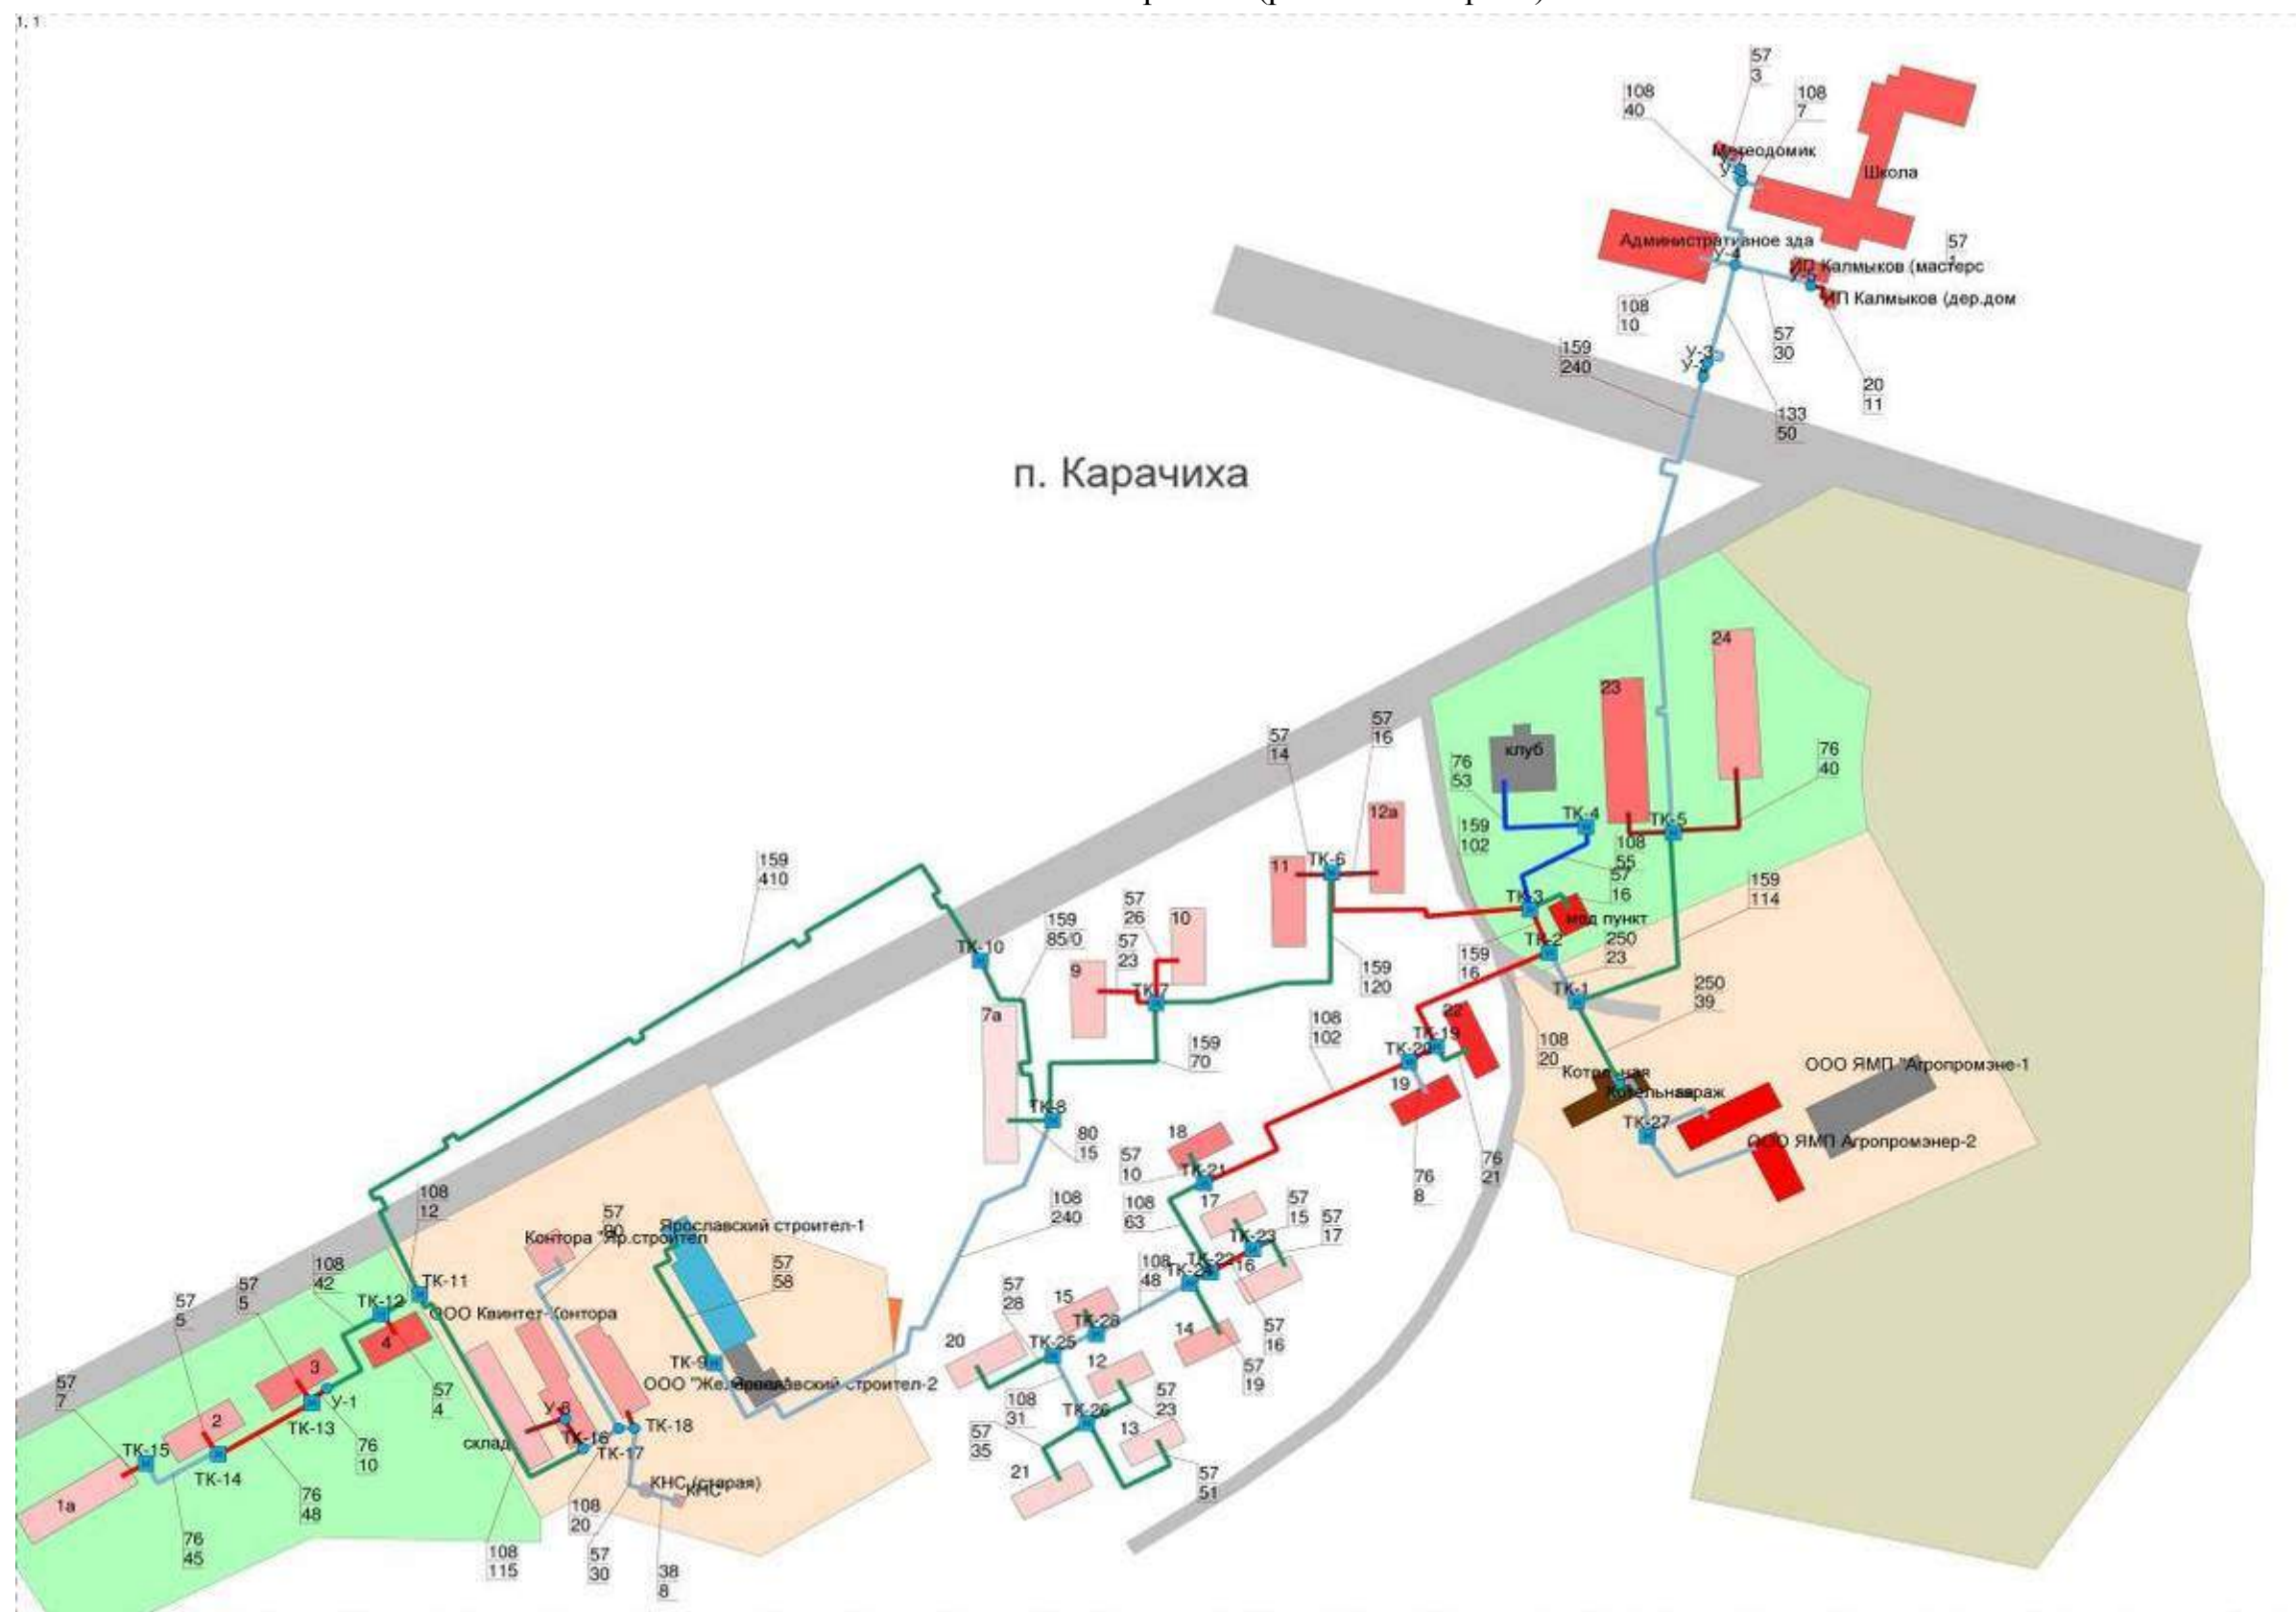 1, 1
57
3
108
40
108
7
Метеодомик
Школа
Административное зда
У-4
57
ИП Калмыков (мастерс
ИП Калмыков (дер.дом
108
10
57
30
159
240
У-3
20
11
133
50
п. Карачиха
24
23
57
16
57
14
клуб
76
53
76
40
12а
ТК-4
ТК-5
159
102
108
55
11
ТК-6
57
16
159
114
159
410
57
26
10
159
85/0
57
23
ТК-3
мед пункт
ТК-10
ТК-2
250
23
9
159
16
159
120
ТК-7
ТК-1
250
39
7а
22
108
102
ТК-19
159
70
ТК-20
108
20
Котельная
ООО ЯМП "Агропромэне-1
19
ТК-8
ТК-27
18
80
15
ООО ЯМП Агропромэнер-2
57
10
ТК-21
76
21
76
8
108
12
108
240
17
57
15
108
63
57
17
57
Ярославский строител-1
Контора "Яр.строител
ТК-23
ТК-22
16
108
42
57
58
108
48
ТК-24
57
5
ТК-11
57
5
57
28
15
ТК-12
ООО Квинтет-Контора
ТК-28
57
16
4
20
ТК-25
14
3
ТК-9
12
57
7
57
19
ООО "Же
авский строител-2
57
4
108
31
57
23
У-1
2
ТК-13
У-6
ТК-26
13
ТК-18
57
35
ТК-15
76
10
склад
ТК-16
ТК-17
ТК-14
21
57
51
КНС (старая)
КНС
1а
76
48
108
20
76
45
108
115
57
30
38
8